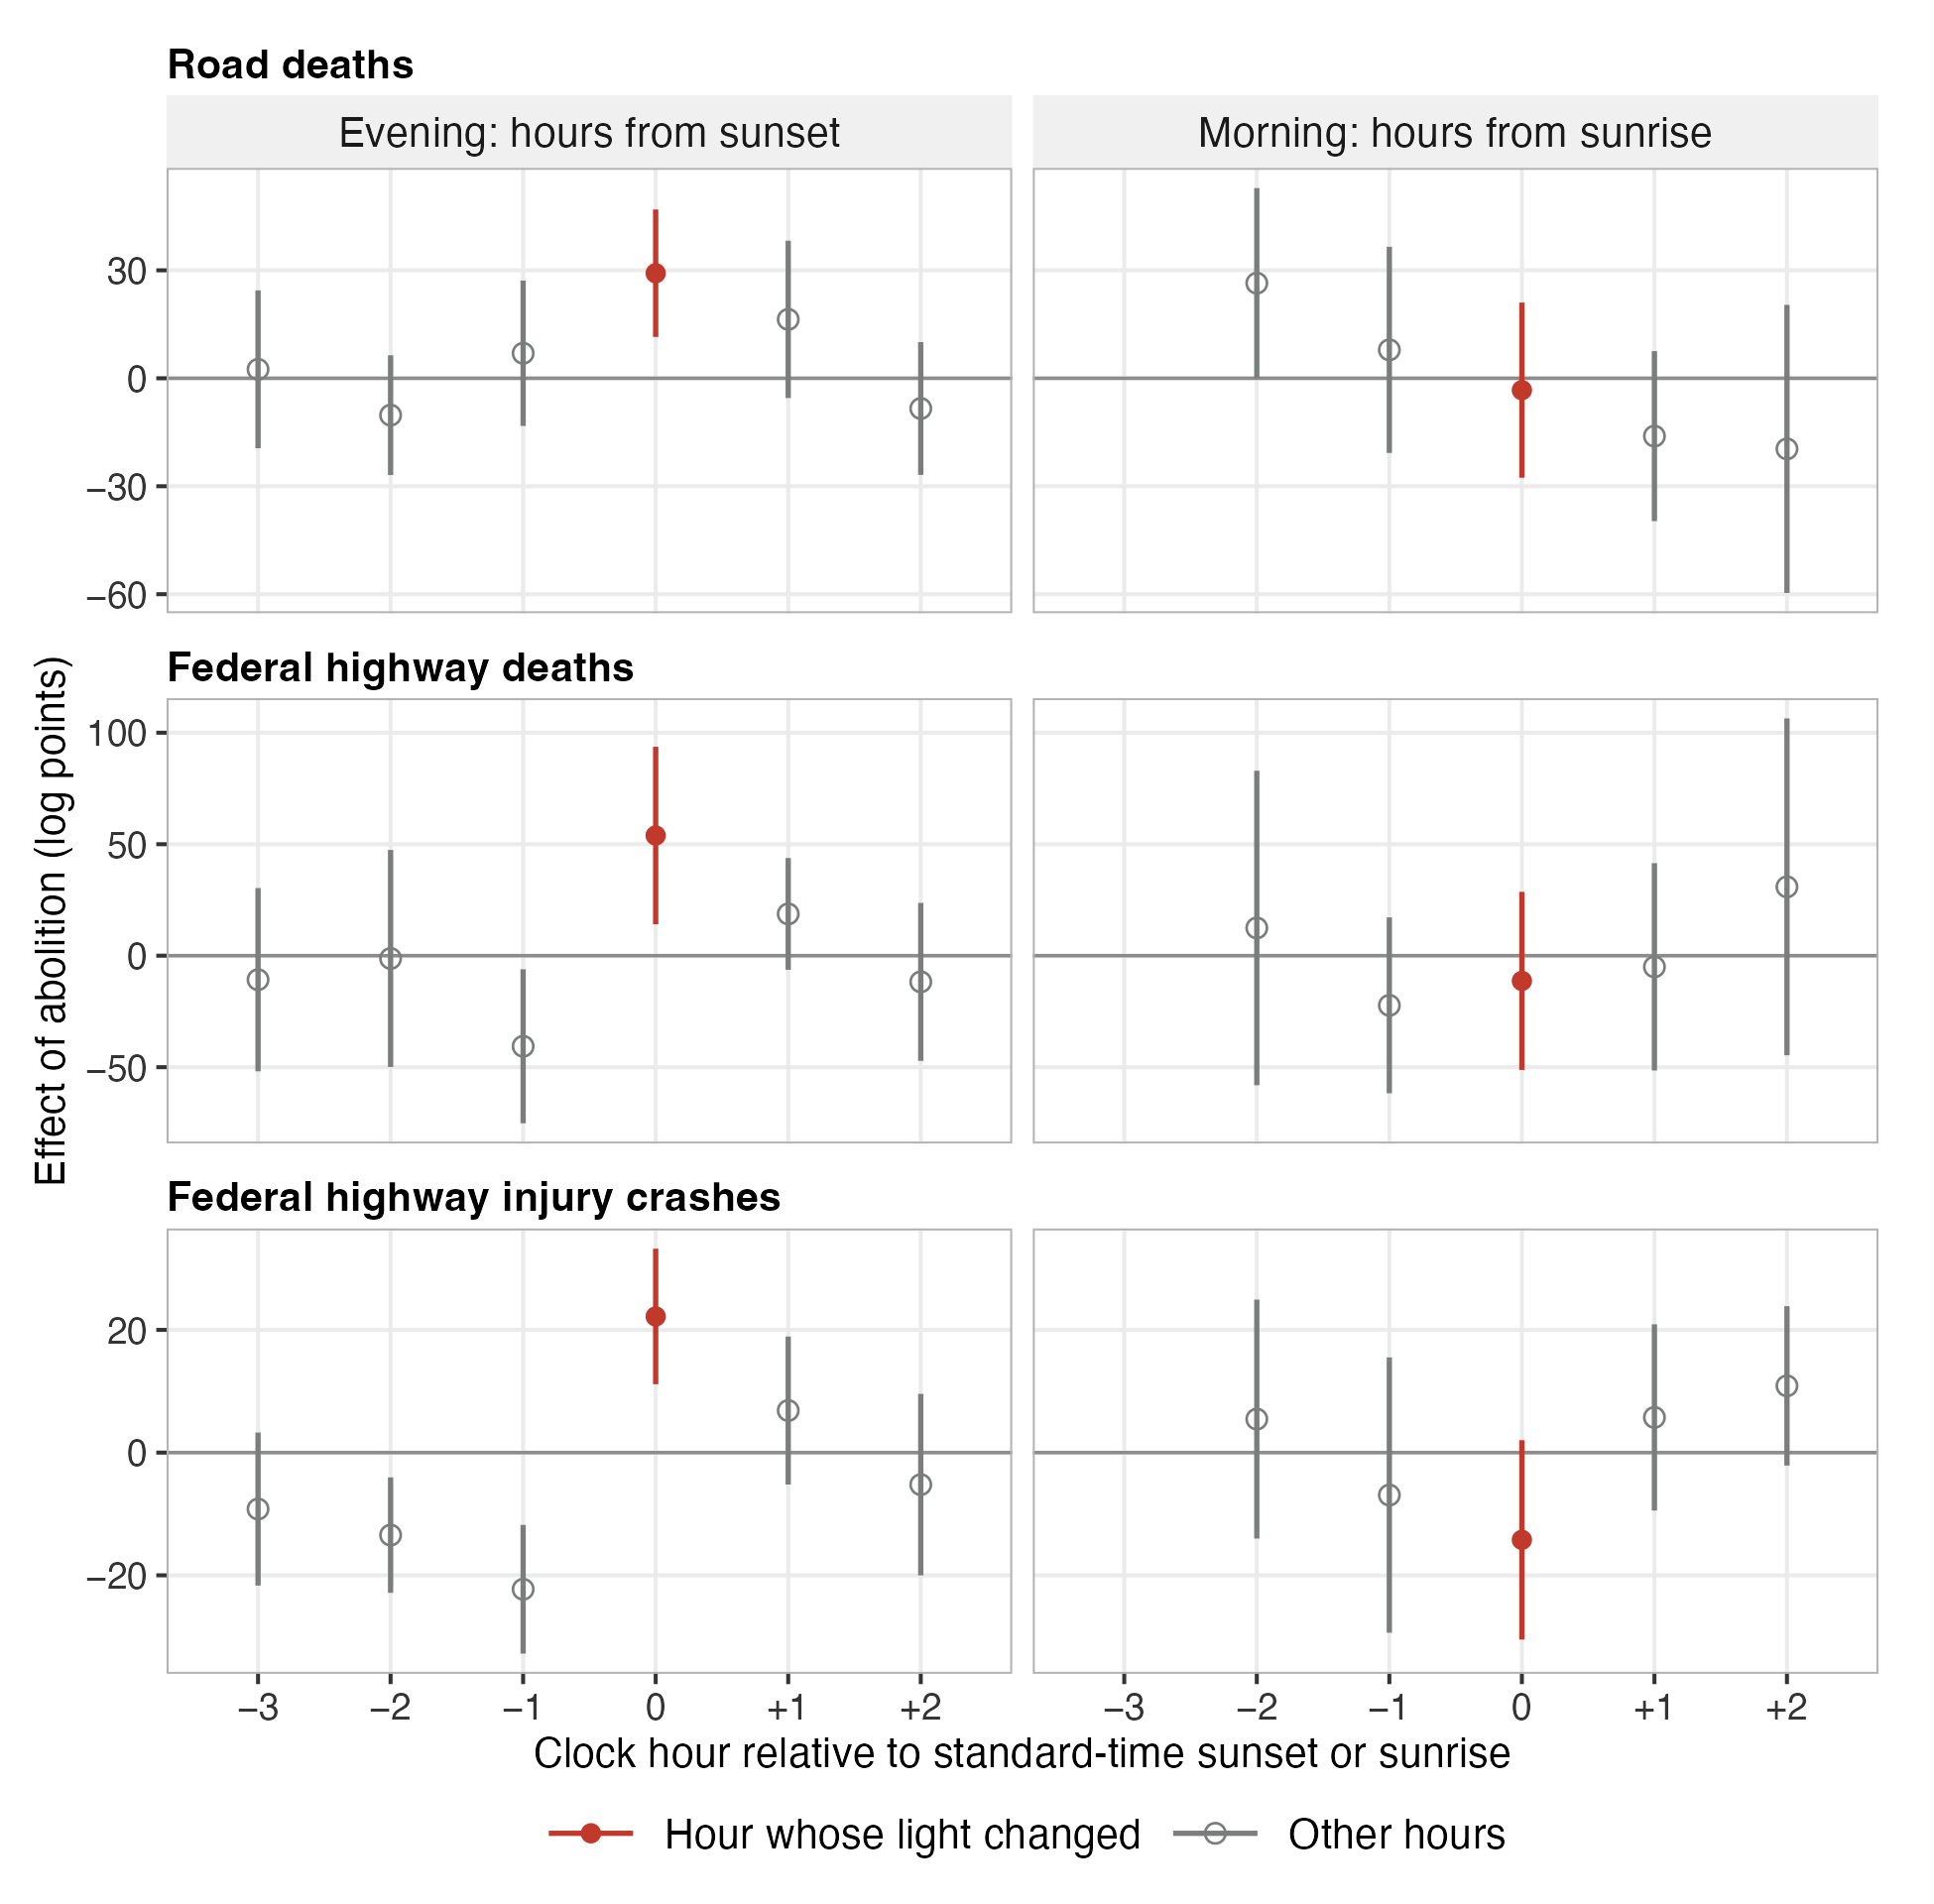 Road deaths
Evening: hours from sunset
Morning: hours from sunrise
30
0
−30
−60
Federal highway deaths
100
50
0
−50
Federal highway injury crashes
20
0
−20
Effect of abolition (log points)
−3 −2 −1 0 +1 +2
−3 −2 −1 0 +1 +2
Clock hour relative to standard-time sunset or sunrise
Hour whose light changed
Other hours